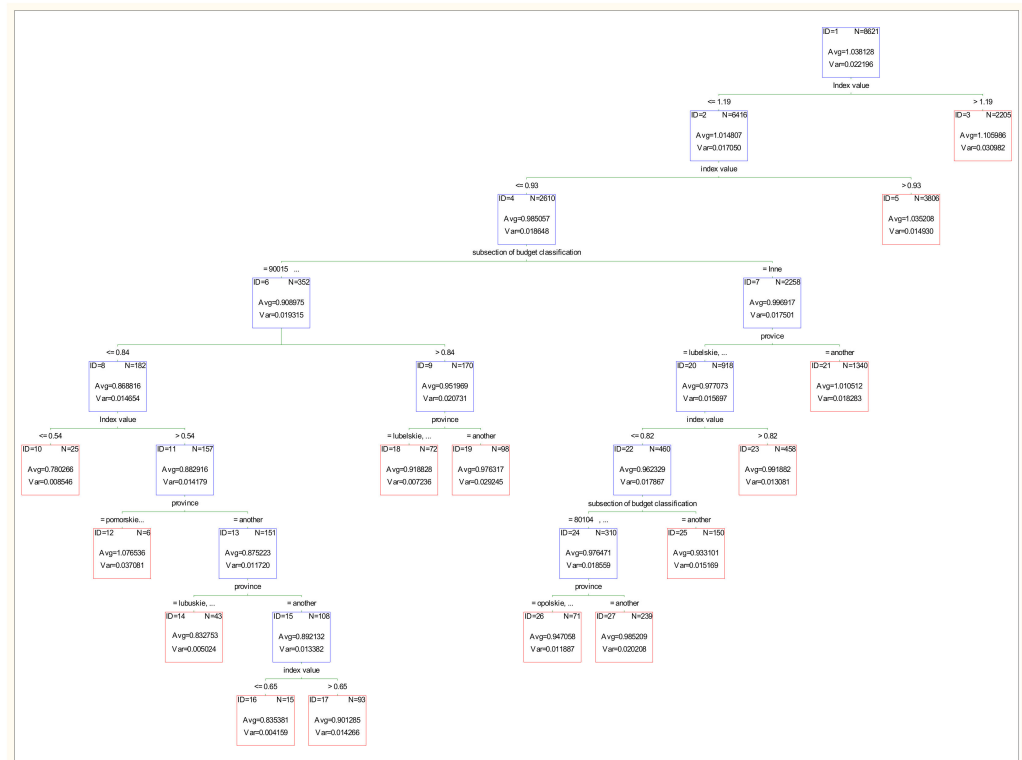 ID=1 N=8621
Avg=1.038128
Var=0.022196
Index value
<= 1.19 > 1.19
ID=2 N=6416 ID=3 N=2205
Avg=1.014807 Avg=1.105986
Var=0.017050 Var=0.030982
index value
<= 0.93 > 0.93
ID=4 N=2610 ID=5 N=3806
Avg=0.985057 Avg=1.035208
Var=0.018648 Var=0.014930
subsection of budget classification
= 90015 ... = Inne
ID=6 N=352 ID=7 N=2258
Avg=0.908975 Avg=0.996917
Var=0.019315 Var=0.017501
provice
<= 0.84 > 0.84 = lubelskie, ... = another
ID=8 N=182 ID=9 N=170 ID=20 N=918 ID=21 N=1340
Avg=0.868816 Avg=0.951969 Avg=0.977073 Avg=1.010512
Var=0.014654 Var=0.020731 Var=0.015697 Var=0.018283
Index value province index value
<= 0.54 > 0.54 = lubelskie, ... = another <= 0.82 > 0.82
ID=10 N=25 ID=11 N=157 ID=18 N=72 ID=19 N=98 ID=22 N=460 ID=23 N=458
Avg=0.780266 Avg=0.882916 Avg=0.918828 Avg=0.976317 Avg=0.962329 Avg=0.991882
Var=0.008546 Var=0.014179 Var=0.007236 Var=0.029245 Var=0.017867 Var=0.013081
province subsection of budget classification
= pomorskie... = another = 80104 , ... = another
ID=12 N=6 ID=13 N=151 ID=24 N=310 ID=25 N=150
Avg=1.076536 Avg=0.875223 Avg=0.976471 Avg=0.933101
Var=0.037081 Var=0.011720 Var=0.018559 Var=0.015169
province province
= lubuskie, ... = another = opolskie, ... = another
ID=14 N=43 ID=15 N=108 ID=26 N=71 ID=27 N=239
Avg=0.832753 Avg=0.892132 Avg=0.947058 Avg=0.985209
Var=0.005024 Var=0.013382 Var=0.011887 Var=0.020208
index value
<= 0.65 > 0.65
ID=16 N=15 ID=17 N=93
Avg=0.835381 Avg=0.901285
Var=0.004159 Var=0.014266